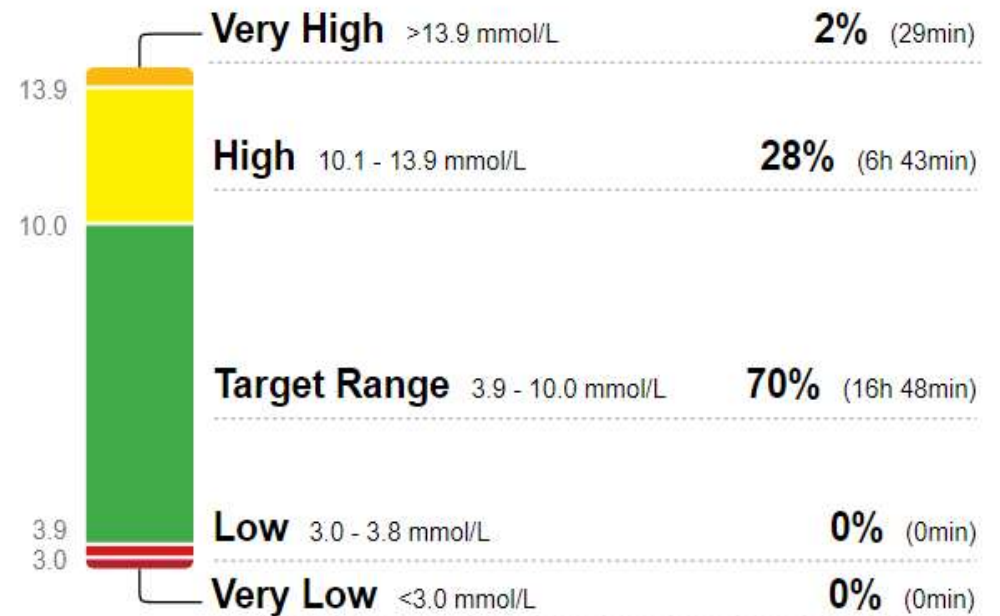 Very High >13.9 mmol/L 2% (29min)
13.9
High 10.1 - 13.9 mmol/L 28% (6h 43min)
10.0
Target Range 3.9 - 10.0 mmol/L 70% (16h 48min)
3.9
Low 3.0 - 3.8 mmol/L 0% (0min)
3.0
Very Low <3.0 mmol/L 0% (0min)